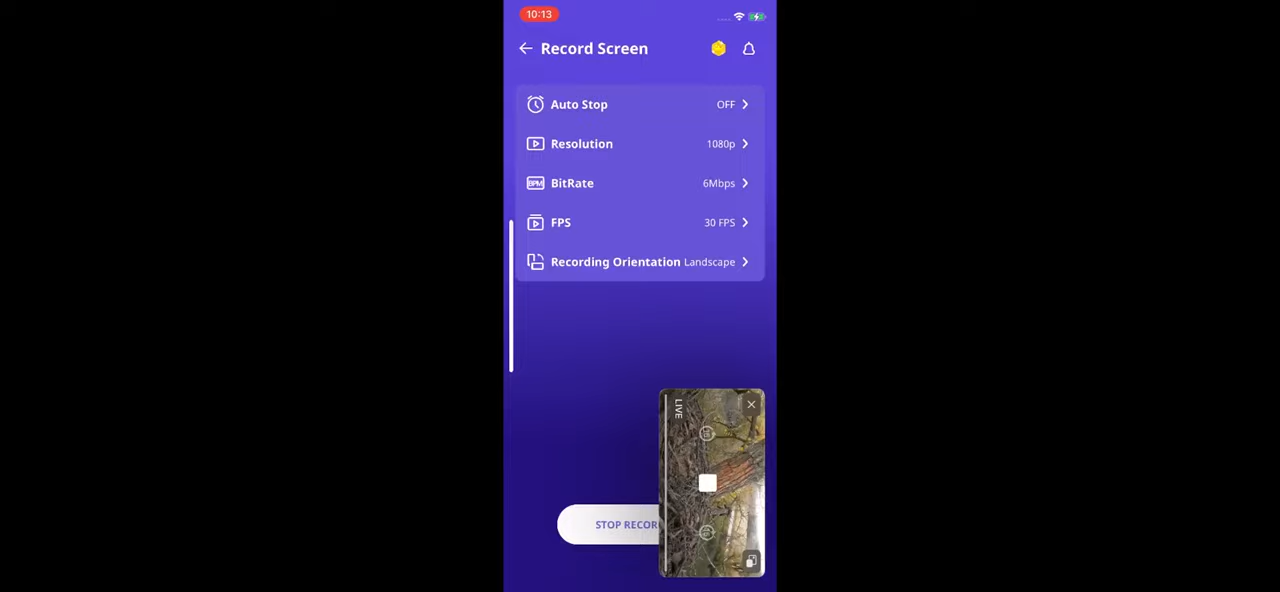 10:13
Record Screen
Auto Stop OFF
Resolution 1080p
BPM BitRate 6Mbps
FPS 30 FPS
Recording Orientation Landscape
LIVE
STOP RECOR